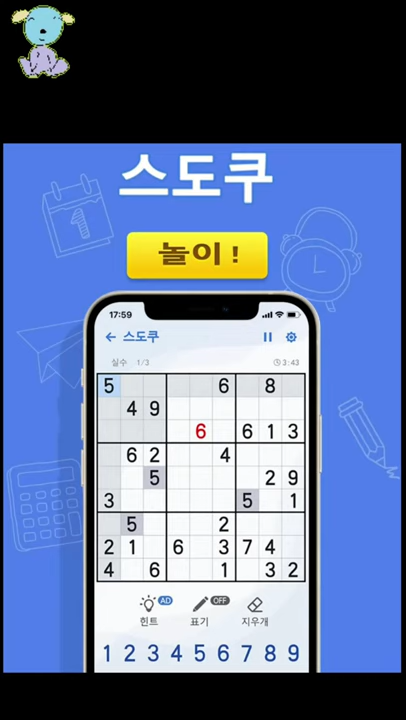 스도쿠
놀이!
17:59
스도쿠
실수 1/3 3:43
5 6 8
4 9
6 6 1 3
6 2 4
5 2 9
3 5 1
5 2
2 1 6 3 7 4
4 6 1 3 2
AD OFF
힌트 표기 지우개
1 2 3 4 5 6 7 8 9